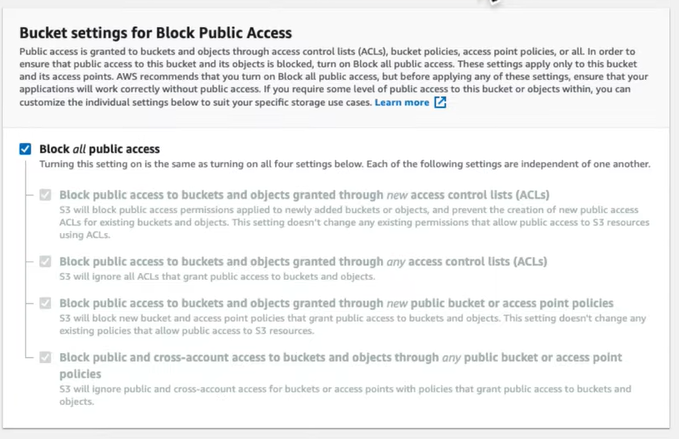 Bucket settings for Block Public Access
Public access is granted to buckets and objects through access control lists (ACLs), bucket policies, access point policies, or all. In order to
ensure that public access to this bucket and its objects is blocked, turn on Block all public access. These settings apply only to this bucket
and its access points. AWS recommends that you turn on Block all public access, but before applying any of these settings, ensure that your
applications will work correctly without public access. If you require some level of public access to this bucket or objects within, you can
customize the individual settings below to suit your specific storage use cases. Learn more
Block all public access
Turning this setting on is the same as turning on all four settings below. Each of the following settings are independent of one another.
Block public access to buckets and objects granted through new access control lists (ACLs)
S3 will block public access permissions applied to newly added buckets or objects, and prevent the creation of new public access
ACLs for existing buckets and objects. This setting doesn't change any existing permissions that allow public access to S3 resources
using ACLs.
Block public access to buckets and objects granted through any access control lists (ACLs)
S3 will ignore all ACLs that grant public access to buckets and objects.
Block public access to buckets and objects granted through new public bucket or access point policies
S3 will block new bucket and access point policies that grant public access to buckets and objects. This setting doesn't change any
existing policies that allow public access to S3 resources.
Block public and cross-account access to buckets and objects through any public bucket or access point
policies
S3 will ignore public and cross-account access for buckets or access points with policies that grant public access to buckets and
objects.